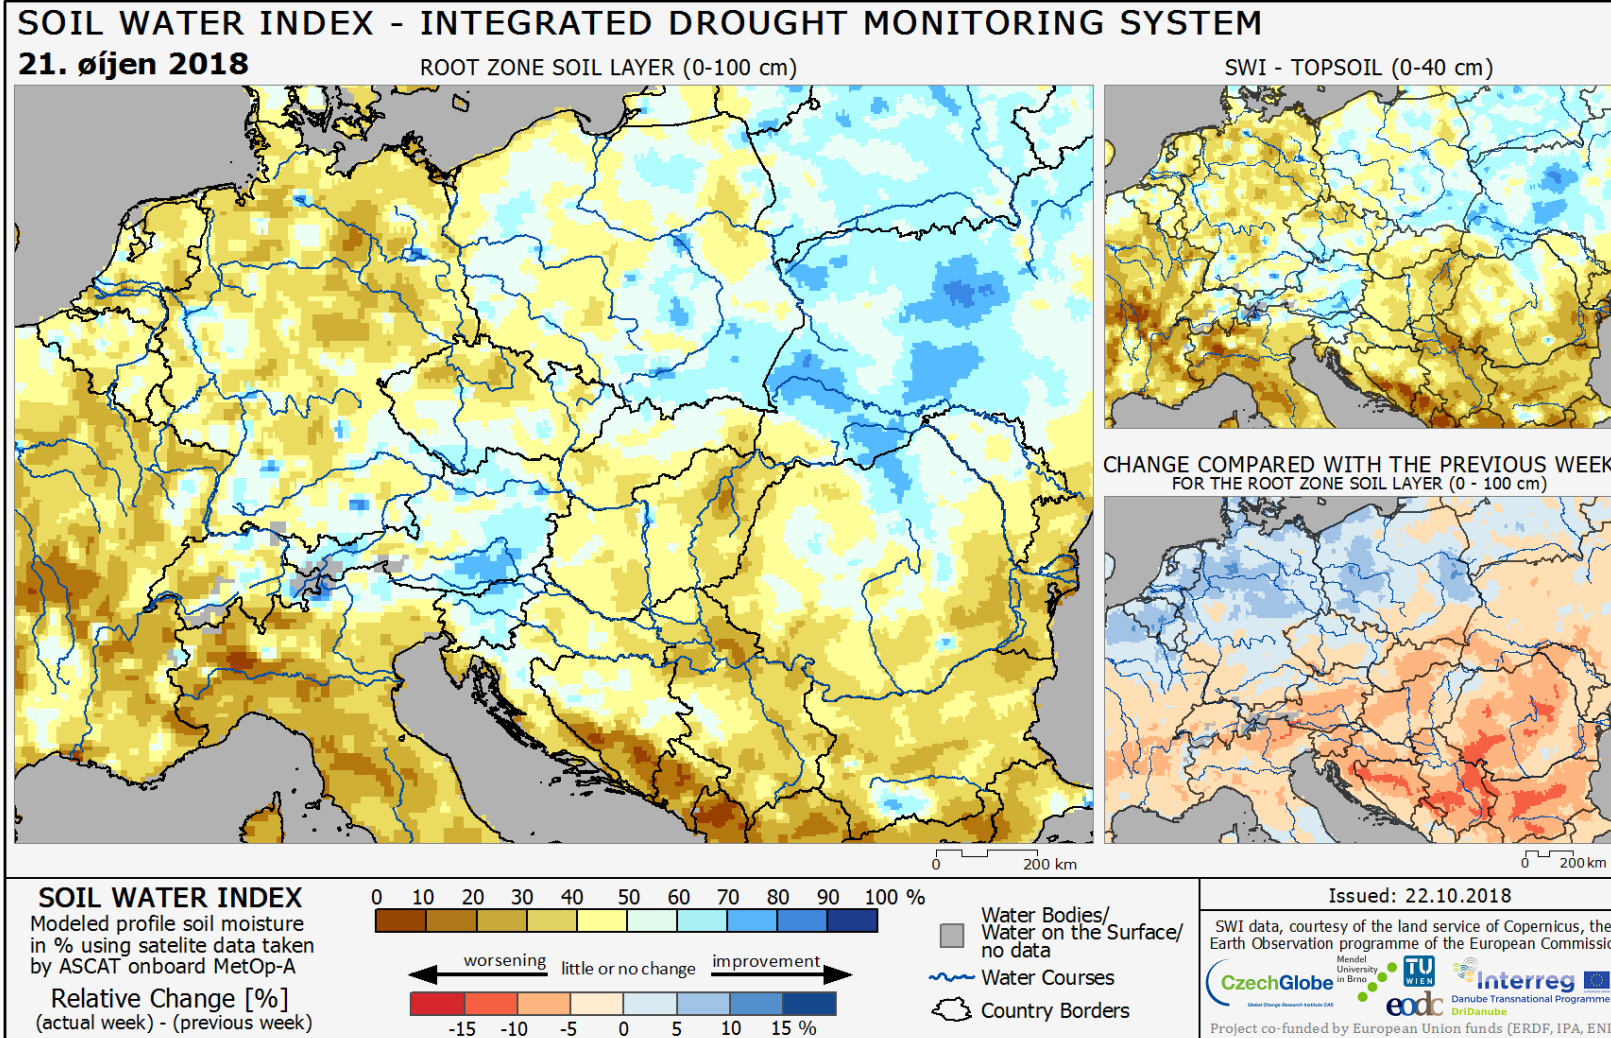 SOIL WATER INDEX - INTEGRATED DROUGHT MONITORING SYSTEM
21. øíjen 2018
ROOT ZONE SOIL LAYER (0-100 cm)
SWI - TOPSOIL (0-40 cm)
CHANGE COMPARED WITH THE PREVIOUS WEEK
FOR THE ROOT ZONE SOIL LAYER (0 - 100 cm)
0 200 km
0 200 km
SOIL WATER INDEX
Modeled profile soil moisture
in % using satelite data taken
by ASCAT onboard MetOp-A
Relative Change [%]
(actual week) - (previous week)
0 10 20 30 40 50 60 70 80 90 100 %
worsening little or no change improvement
-15 -10 -5 0 5 10 15 %
Water Bodies/
Water on the Surface/
no data
Water Courses
Country Borders
Issued: 22.10.2018
SWI data, courtesy of the land service of Copernicus, the
Earth Observation programme of the European Commissio
CzechGlobe
Global Change Research Institute CAS
Mendel
University
in Brno
TU
WIEN
eodc
Interreg
EUROPEAN UNION
Danube Transnational Programme
DriDanube
Project co-funded by European Union funds (ERDF, IPA, ENI